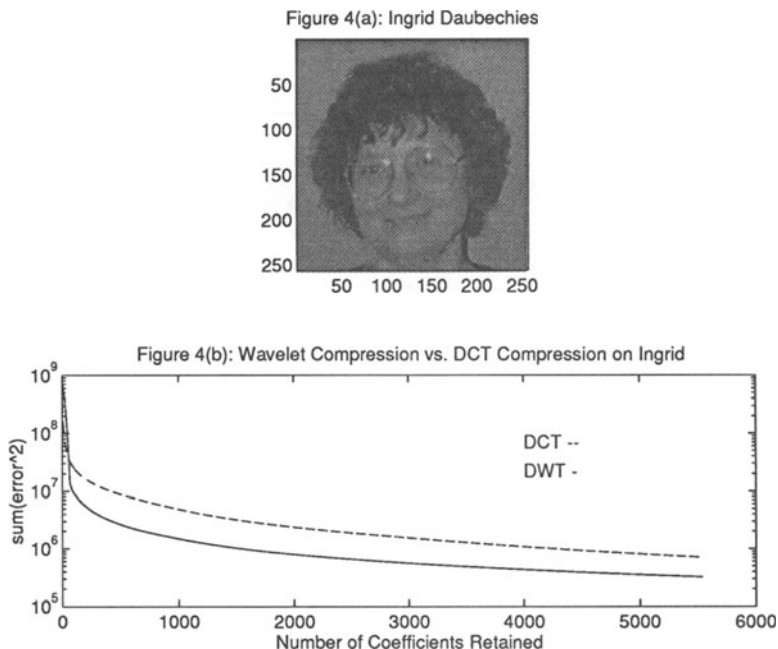 Figure 4(a): Ingrid Daubechies
50
100
150
200
250
50 100 150 200 250
Figure 4(b): Wavelet Compression vs. DCT Compression on Ingrid
10^9
10^8
10^7
10^6
10^5
sum(error^2)
DCT --
DWT -
0 1000 2000 3000 4000 5000 6000
Number of Coefficients Retained